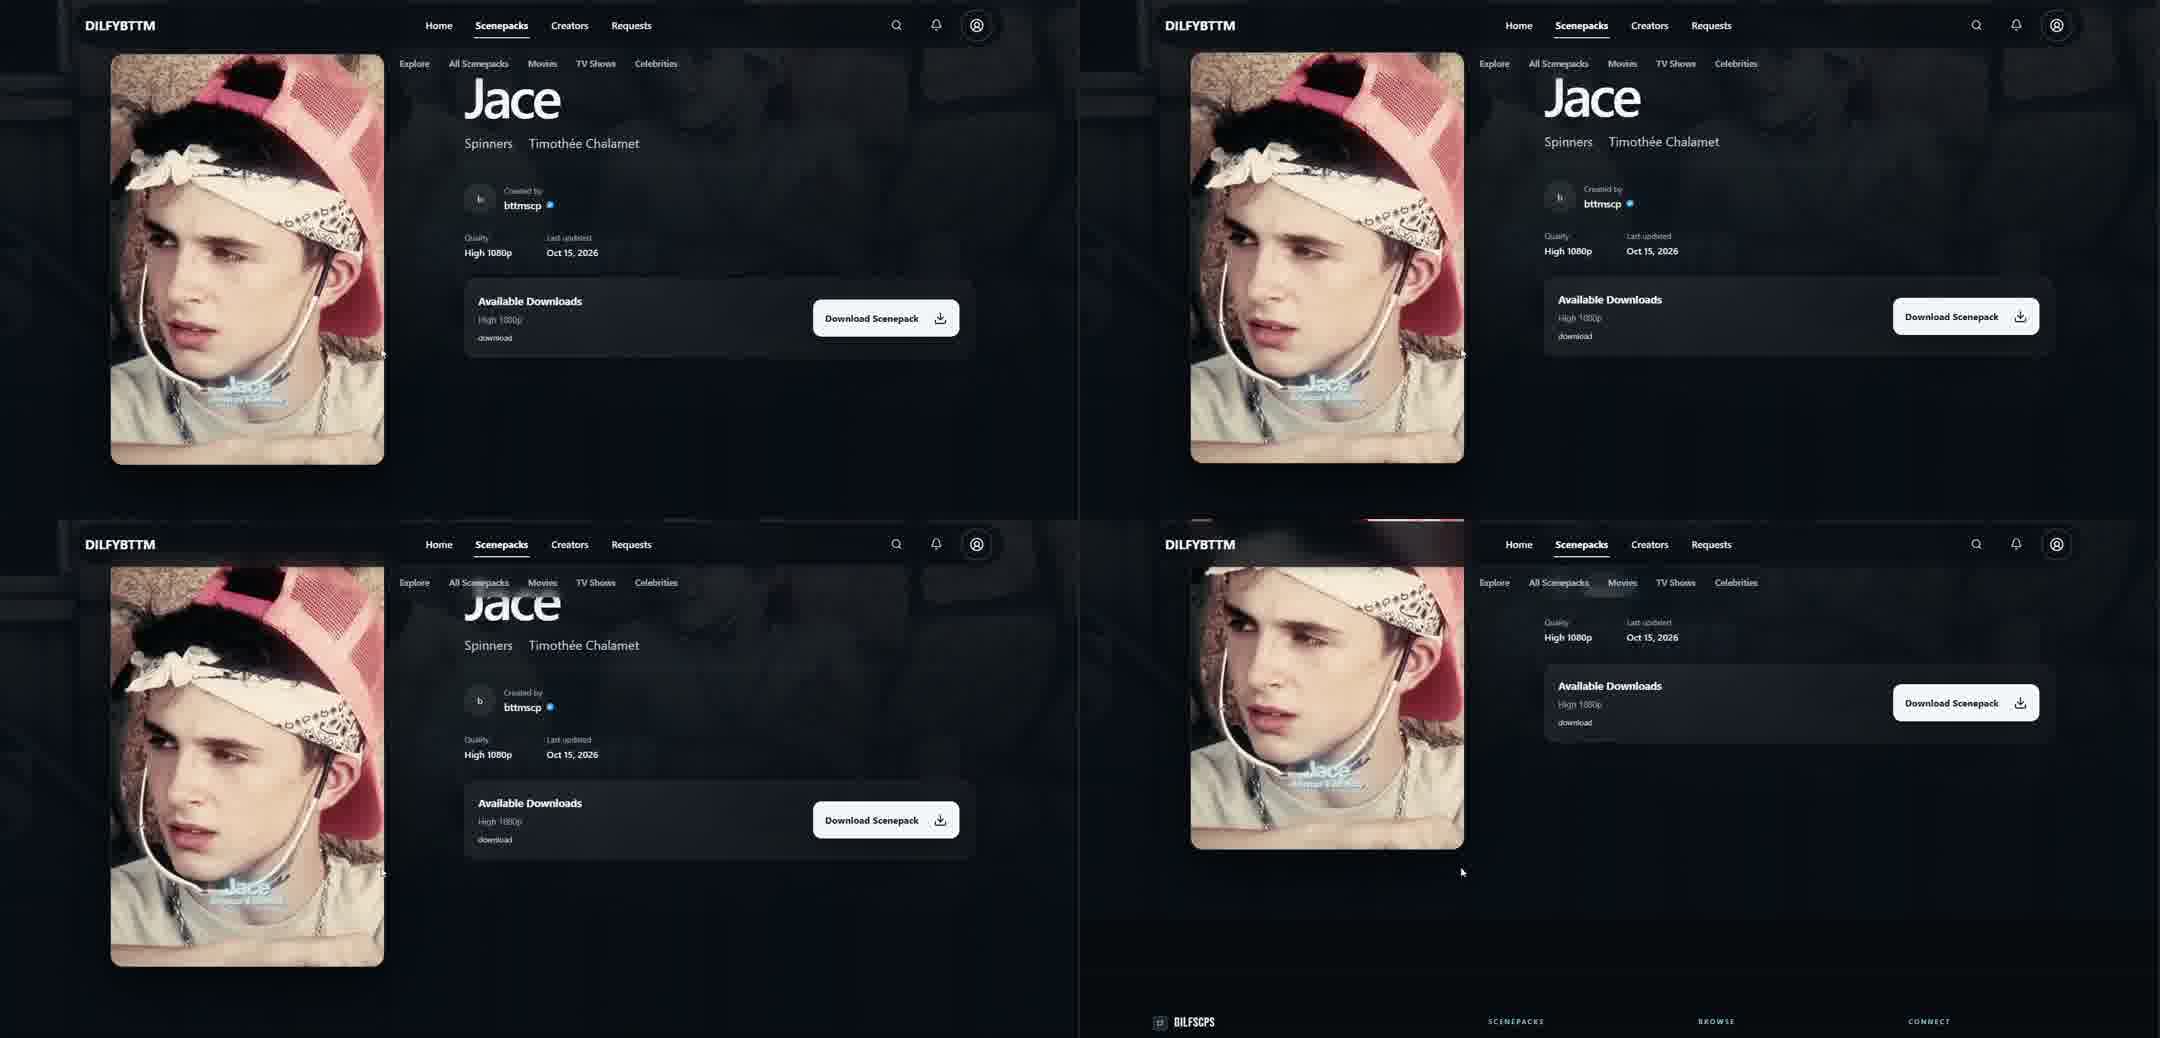 DILFYBTTM Home Scenepacks Creators Requests
Explore All Scenepacks Movies TV Shows Celebrities
Jace
Spinners Timothée Chalamet
b Created by
bttmscp
Quality Last updated
High 1080p Oct 15, 2026
Available Downloads
High 1080p
download
Download Scenepack
Jace
DILFYBTTM Home Scenepacks Creators Requests
Explore All Scenepacks Movies TV Shows Celebrities
Jace
Spinners Timothée Chalamet
b Created by
bttmscp
Quality Last updated
High 1080p Oct 15, 2026
Available Downloads
High 1080p
download
Download Scenepack
Jace
DILFYBTTM Home Scenepacks Creators Requests
Explore All Scenepacks Movies TV Shows Celebrities
Jace
Spinners Timothée Chalamet
b Created by
bttmscp
Quality Last updated
High 1080p Oct 15, 2026
Available Downloads
High 1080p
download
Download Scenepack
Jace
DILFYBTTM Home Scenepacks Creators Requests
Explore All Scenepacks Movies TV Shows Celebrities
Quality Last updated
High 1080p Oct 15, 2026
Available Downloads
High 1080p
download
Download Scenepack
Jace
DILFSCPS SCENEPACKS BROWSE CONNECT